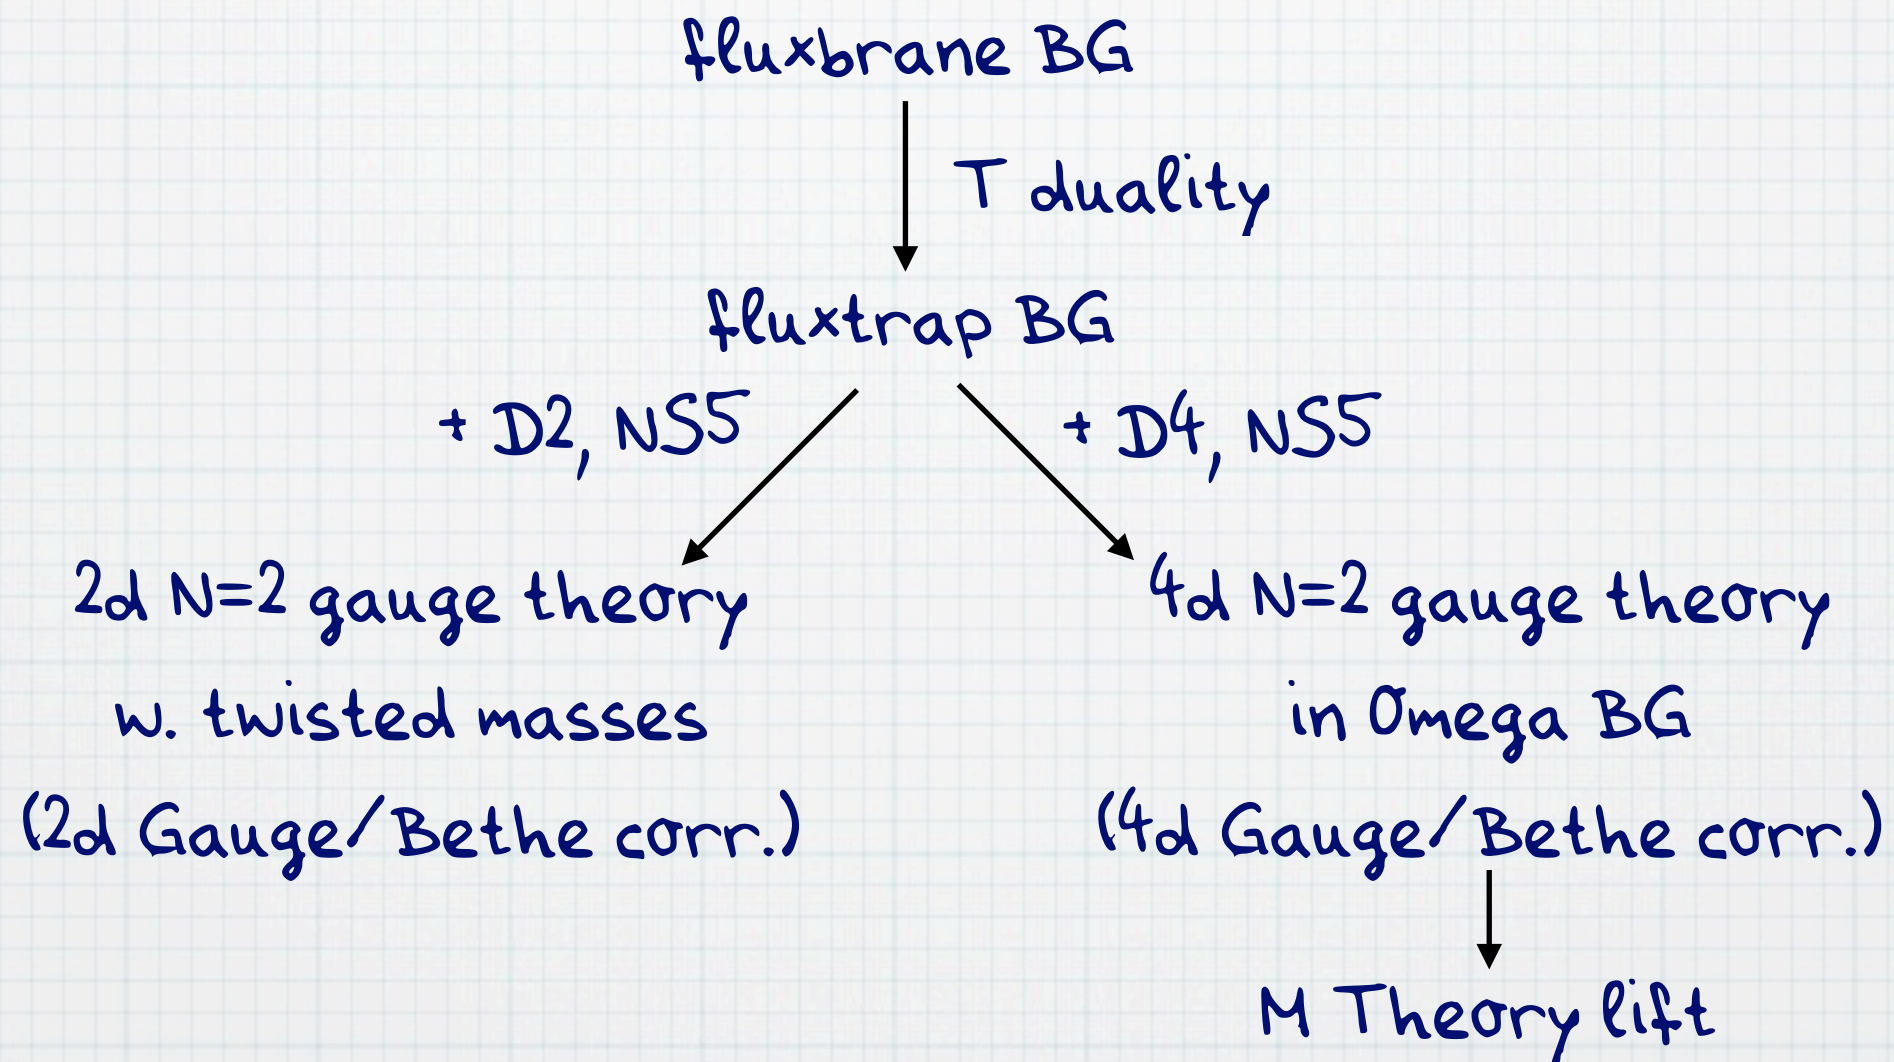 fluxbrane BG
T duality
fluxtrap BG
+ D2, NS5
+ D4, NS5
2d N=2 gauge theory
w. twisted masses
(2d Gauge/Bethe corr.)
4d N=2 gauge theory
in Omega BG
(4d Gauge/Bethe corr.)
M Theory lift